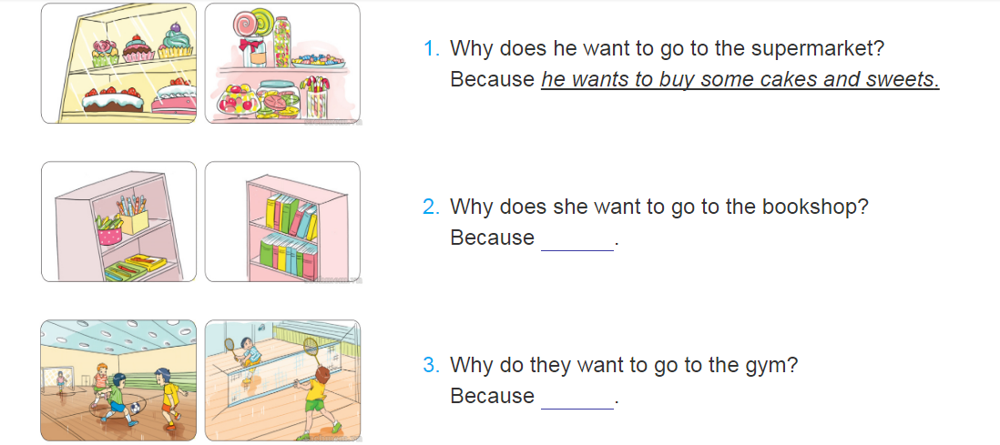 1. Why does he want to go to the supermarket?
Because he wants to buy some cakes and sweets.
2. Why does she want to go to the bookshop?
Because ______.
3. Why do they want to go to the gym?
Because ______.